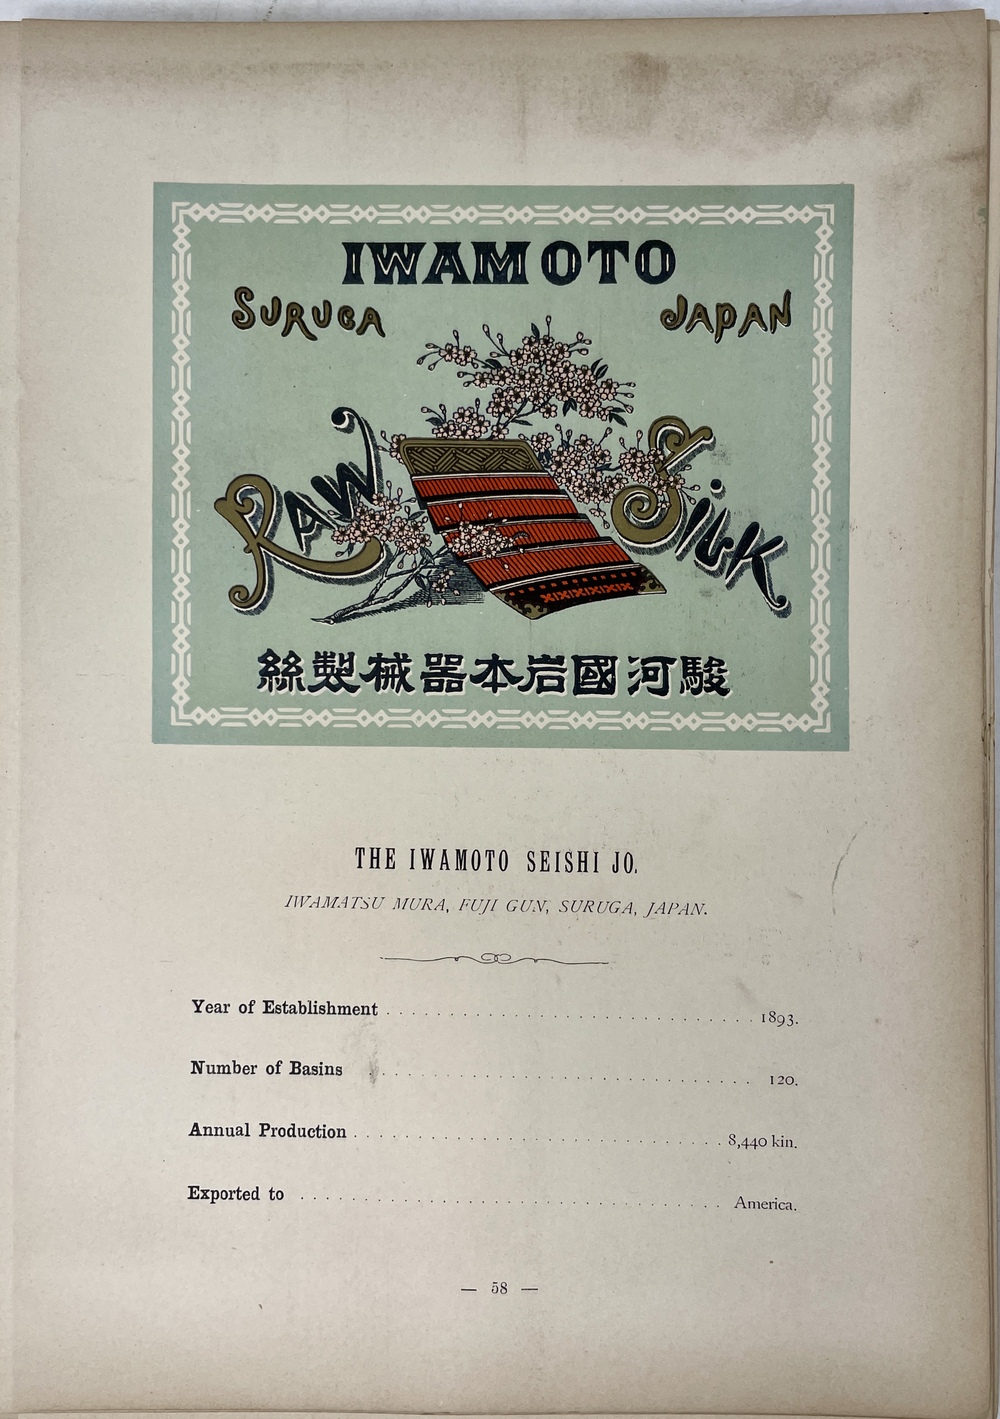 IWAMOTO
SURUGA JAPAN
RAW SILK
駿河國岩本器械製絲
THE IWAMOTO SEISHI JO.
IWAMATSU MURA, FUJI GUN, SURUGA, JAPAN.
Year of Establishment . . . . . . . . . . . . . . . . . . . . . . . . . . . . . . 1893.
Number of Basins . . . . . . . . . . . . . . . . . . . . . . . . . . . . . . 120.
Annual Production . . . . . . . . . . . . . . . . . . . . . . . . . . . . . . 8,440 kin.
Exported to . . . . . . . . . . . . . . . . . . . . . . . . . . . . . . America.
— 58 —